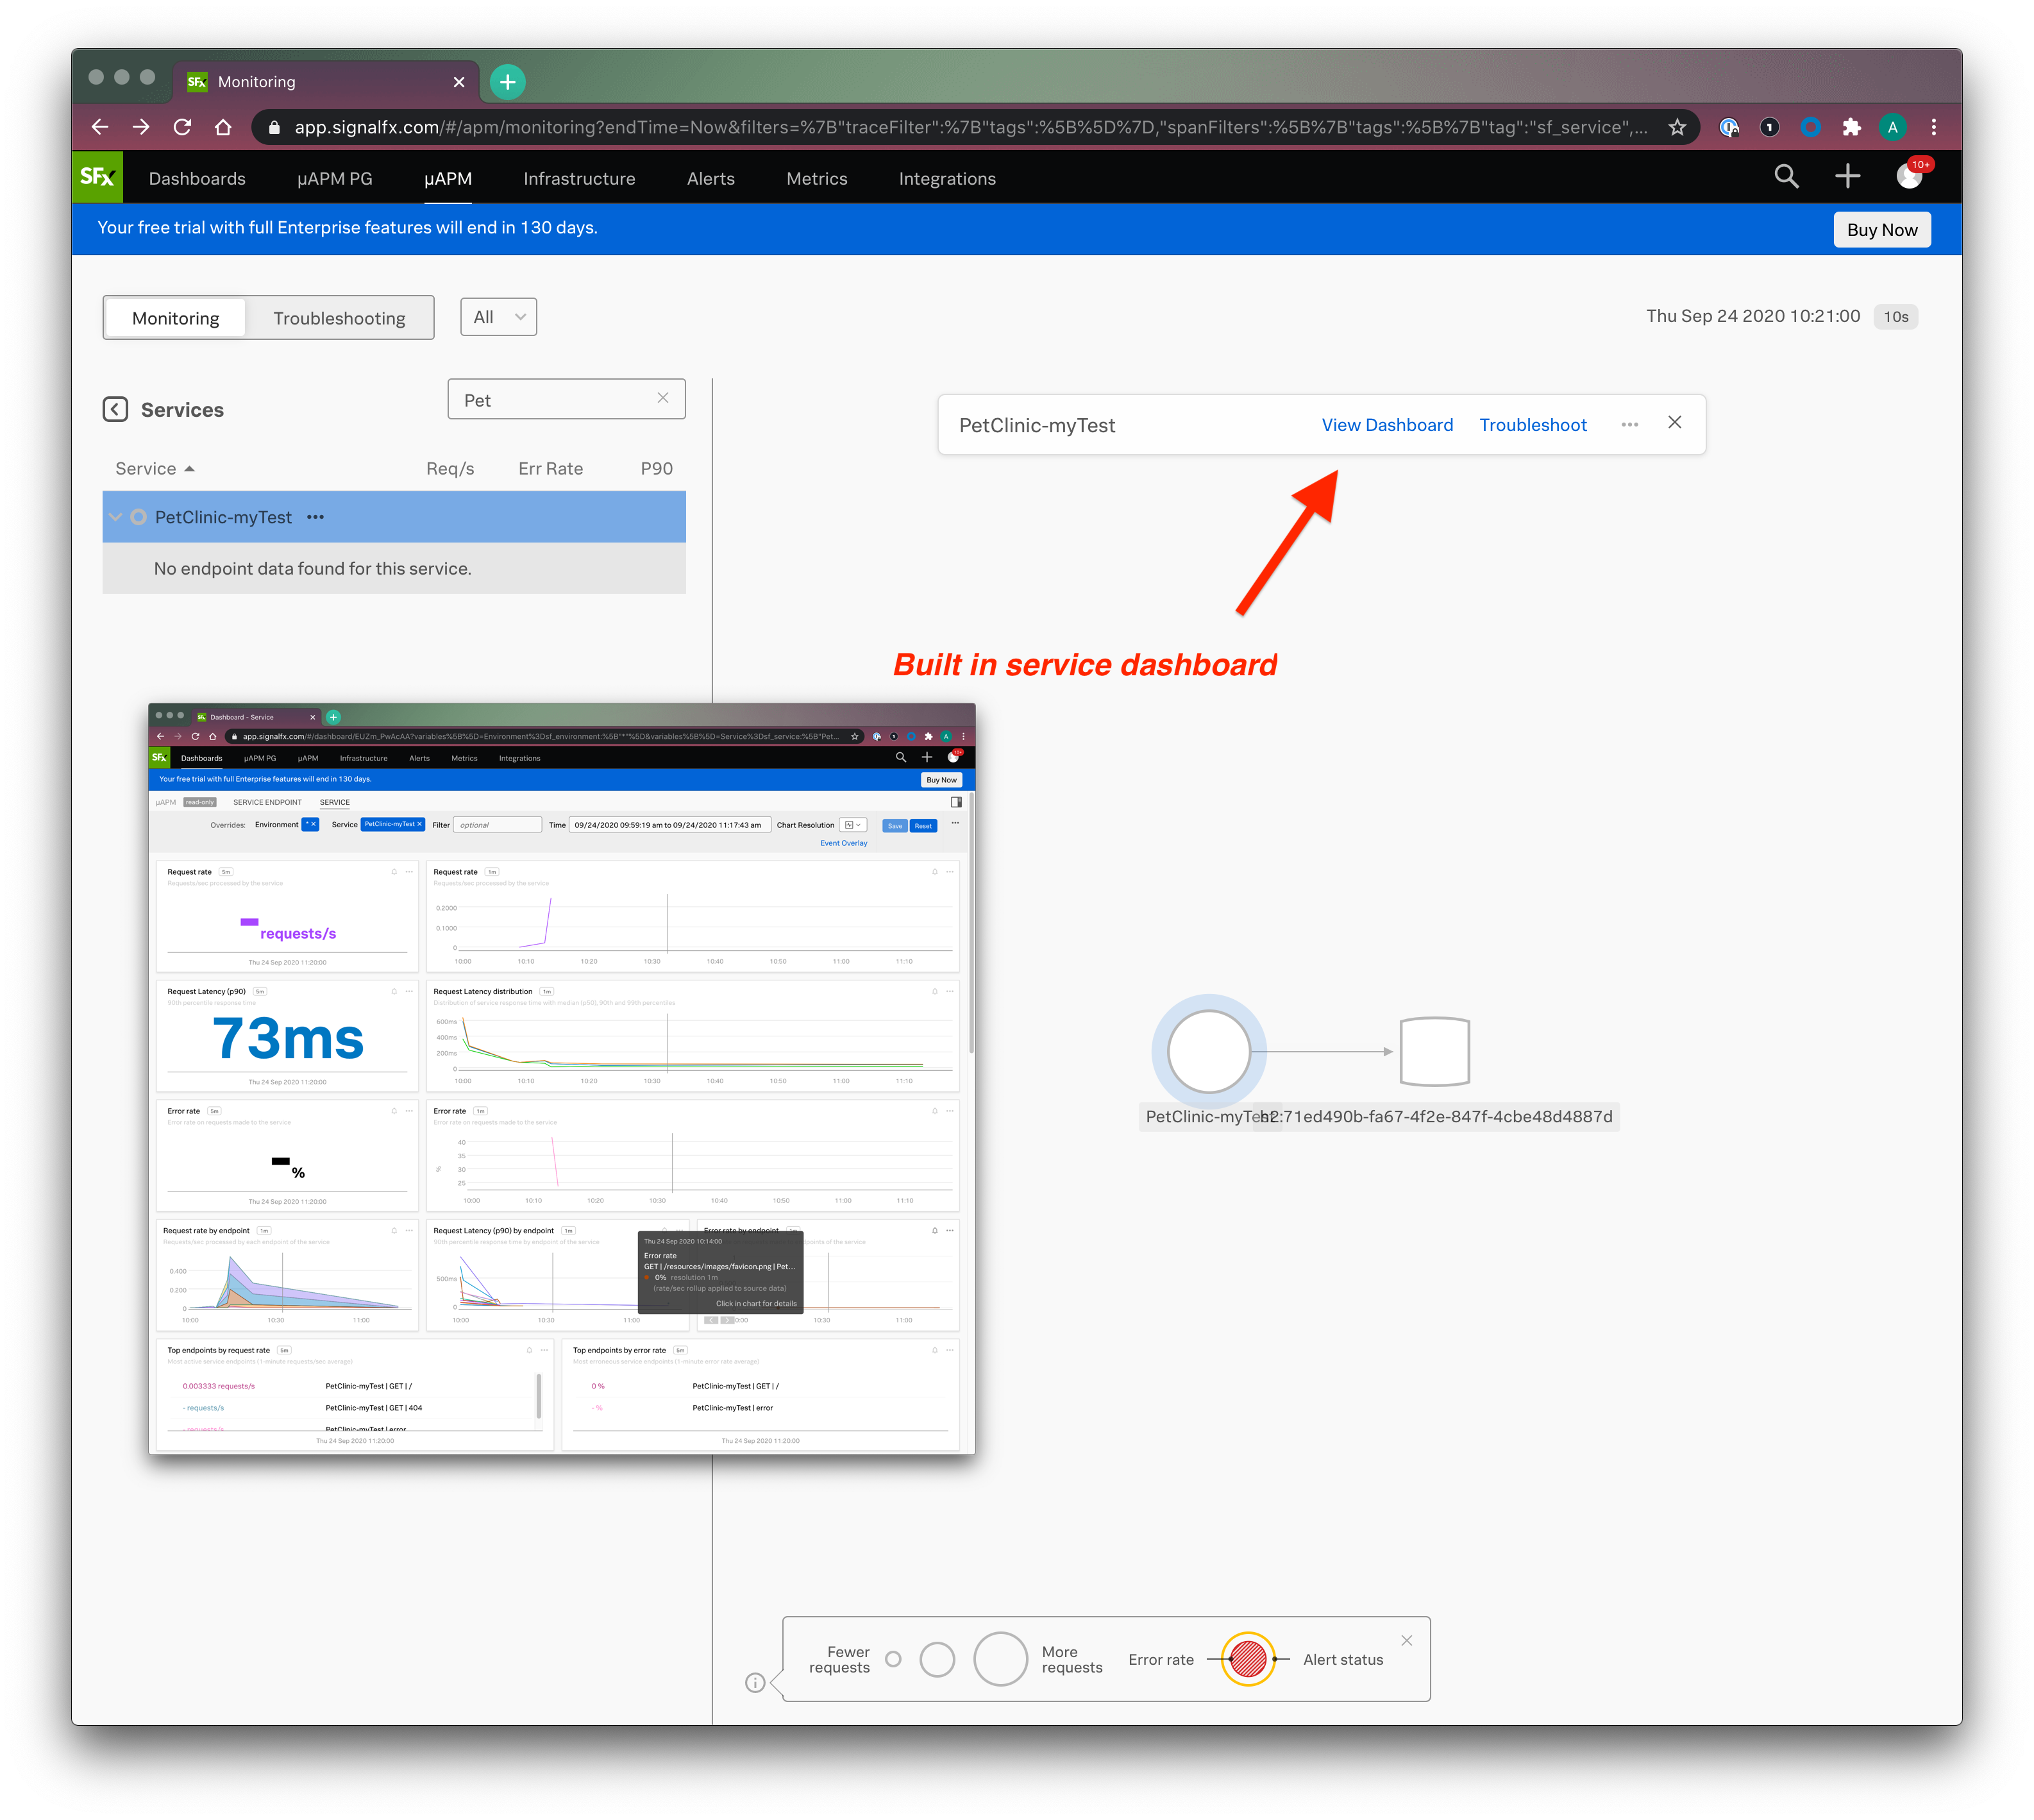 SFx Monitoring
app.signalfx.com/#/apm/monitoring?endTime=Now&filters=%7B"traceFilter":%7B"tags":%5B%5D%7D,"spanFilters":%5B%7B"tags":%5B%7B"tag":"sf_service",...
A
SFx Dashboards µAPM PG µAPM Infrastructure Alerts Metrics Integrations 10+
Your free trial with full Enterprise features will end in 130 days. Buy Now
Monitoring Troubleshooting All Thu Sep 24 2020 10:21:00 10s
Services Pet
PetClinic-myTest View Dashboard Troubleshoot
Service Req/s Err Rate P90
PetClinic-myTest
No endpoint data found for this service.
Built in service dashboard
Dashboard - Service
app.signalfx.com/#/dashboard/EUZm_PwAcAA?variables%5B%5D=Environment%3Dsf_environment:%5B"*"%5D&variables%5B%5D=Service%3Dsf_service:%5B"Pet...
A
SFx Dashboards µAPM PG µAPM Infrastructure Alerts Metrics Integrations 10+
Your free trial with full Enterprise features will end in 130 days. Buy Now
µAPM read-only SERVICE ENDPOINT SERVICE
Overrides: Environment * Service PetClinic-myTest Filter optional Time 09/24/2020 09:59:19 am to 09/24/2020 11:17:43 am Chart Resolution Save Reset
Event Overlay
Request rate 5m
Requests/sec processed by the service
- requests/s
Thu 24 Sep 2020 11:20:00
Request rate 1m
Requests/sec processed by the service
0.2000
0.1000
0
10:00 10:10 10:20 10:30 10:40 10:50 11:00 11:10
Request Latency (p90) 5m
90th percentile response time
73ms
Thu 24 Sep 2020 11:20:00
Request Latency distribution 1m
Distribution of service response time with median (p50), 90th and 99th percentiles
600ms
400ms
200ms
0
10:00 10:10 10:20 10:30 10:40 10:50 11:00 11:10
Error rate 5m
Error rate on requests made to the service
- %
Thu 24 Sep 2020 11:20:00
Error rate 1m
Error rate on requests made to the service
40
35
30
25
%
10:00 10:10 10:20 10:30 10:40 10:50 11:00 11:10
Request rate by endpoint 1m
Requests/sec processed by each endpoint of the service
0.400
0.200
0
10:00 10:30 11:00
Request Latency (p90) by endpoint 1m
90th percentile response time by endpoint of the service
500ms
0
10:00 10:30 11:00
Error rate by endpoint 1m
endpoints of the service
Thu 24 Sep 2020 10:14:00
Error rate
GET | /resources/images/favicon.png | Pet...
0% resolution 1m
(rate/sec rollup applied to source data)
Click in chart for details
0:00 10:30 11:00
Top endpoints by request rate 5m
Most active service endpoints (1-minute requests/sec average)
0.003333 requests/s PetClinic-myTest | GET | /
- requests/s PetClinic-myTest | GET | 404
- requests/s PetClinic-myTest | error
Thu 24 Sep 2020 11:20:00
Top endpoints by error rate 5m
Most erroneous service endpoints (1-minute error rate average)
0 % PetClinic-myTest | GET | /
- % PetClinic-myTest | error
Thu 24 Sep 2020 11:20:00
PetClinic-myTest
h2:71ed490b-fa67-4f2e-847f-4cbe48d4887d
Fewer requests
More requests
Error rate
Alert status